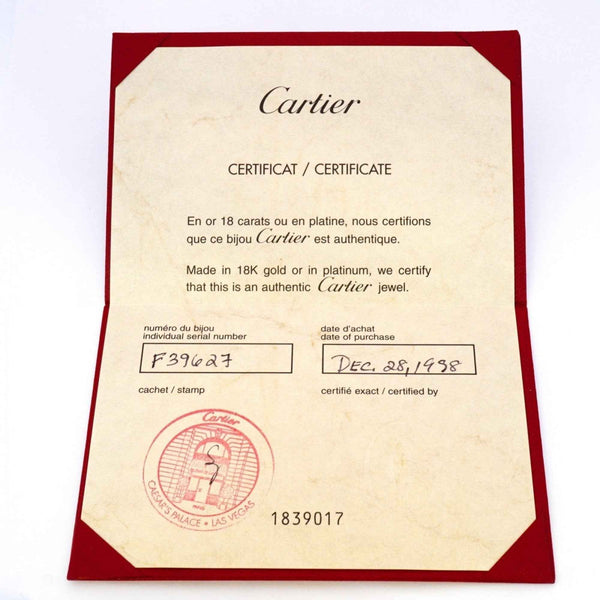 Cartier
CERTIFICAT / CERTIFICATE
En or 18 carats ou en platine, nous certifions
que ce bijou Cartier est authentique.
Made in 18K gold or in platinum, we certify
that this is an authentic Cartier jewel.
numéro du bijou
individual serial number
F39627
date d'achat
date of purchase
DEC. 28, 1998
cachet / stamp
certifié exact / certified by
Cartier
PARIS
CAESAR'S PALACE • LAS VEGAS
1839017